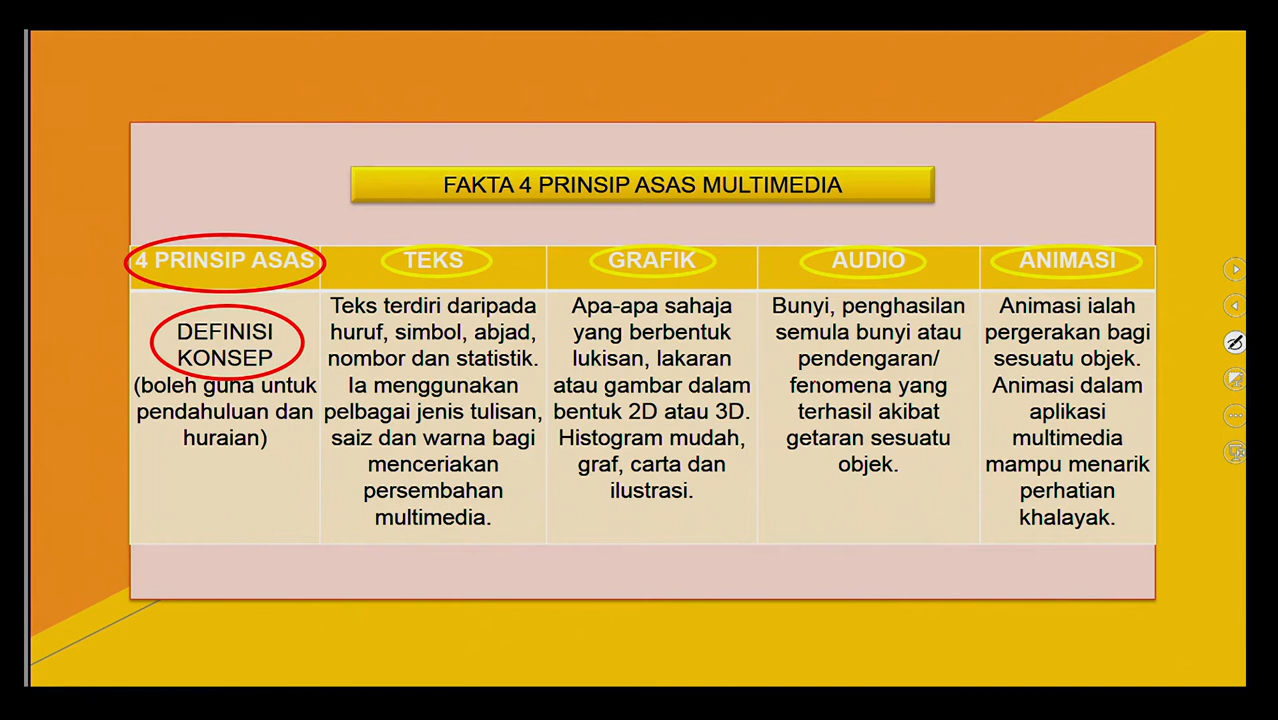 FAKTA 4 PRINSIP ASAS MULTIMEDIA
4 PRINSIP ASAS
TEKS
GRAFIK
AUDIO
ANIMASI
DEFINISI
KONSEP
(boleh guna untuk
pendahuluan dan
huraian)
Teks terdiri daripada
huruf, simbol, abjad,
nombor dan statistik.
Ia menggunakan
pelbagai jenis tulisan,
saiz dan warna bagi
menceriakan
persembahan
multimedia.
Apa-apa sahaja
yang berbentuk
lukisan, lakaran
atau gambar dalam
bentuk 2D atau 3D.
Histogram mudah,
graf, carta dan
ilustrasi.
Bunyi, penghasilan
semula bunyi atau
pendengaran/
fenomena yang
terhasil akibat
getaran sesuatu
objek.
Animasi ialah
pergerakan bagi
sesuatu objek.
Animasi dalam
aplikasi
multimedia
mampu menarik
perhatian
khalayak.